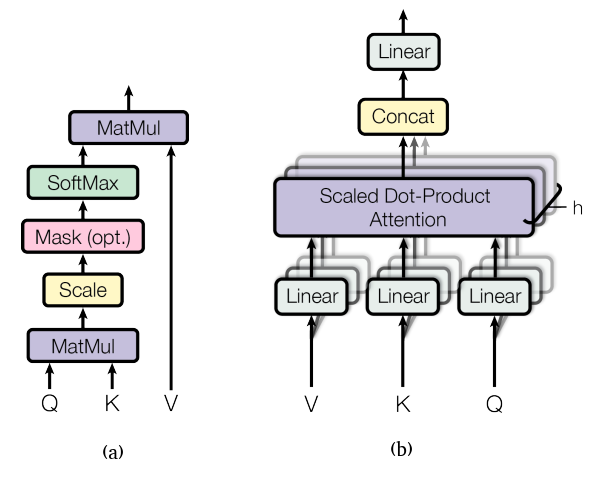 MatMul
SoftMax
Mask (opt.)
Scale
MatMul
Q K V
(a)
Linear
Concat
Scaled Dot-Product
Attention
h
Linear Linear Linear
V K Q
(b)